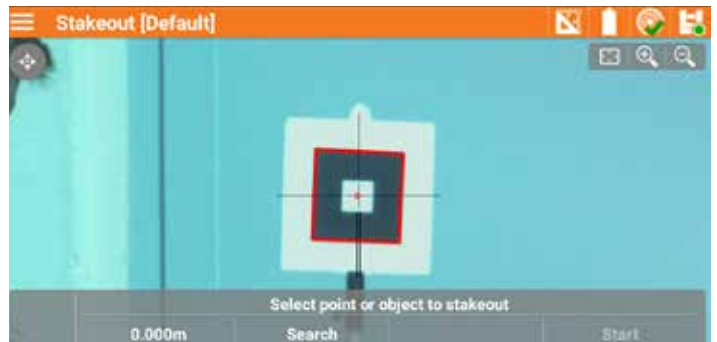 Stakeout [Default]
Select point or object to stakeout
0.000m Search Start